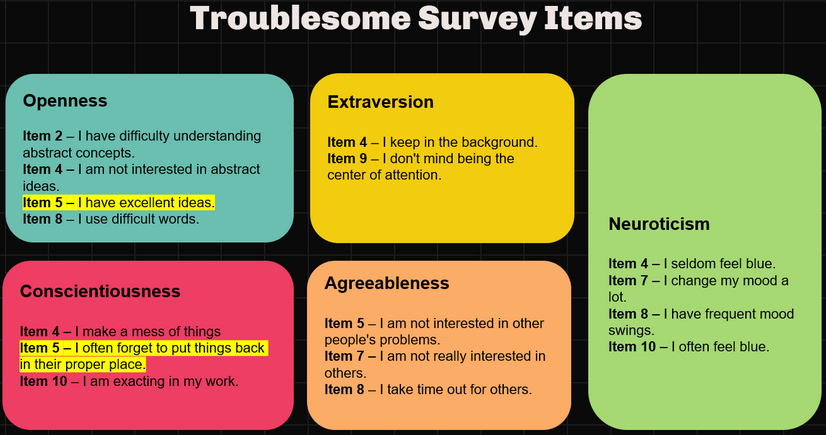 Troublesome Survey Items
Openness
Item 2 – I have difficulty understanding
abstract concepts.
Item 4 – I am not interested in abstract
ideas.
Item 5 – I have excellent ideas.
Item 8 – I use difficult words.
Extraversion
Item 4 – I keep in the background.
Item 9 – I don't mind being the
center of attention.
Conscientiousness
Item 4 – I make a mess of things
Item 5 – I often forget to put things back
in their proper place.
Item 10 – I am exacting in my work.
Agreeableness
Item 5 – I am not interested in other
people's problems.
Item 7 – I am not really interested in
others.
Item 8 – I take time out for others.
Neuroticism
Item 4 – I seldom feel blue.
Item 7 – I change my mood a
lot.
Item 8 – I have frequent mood
swings.
Item 10 – I often feel blue.